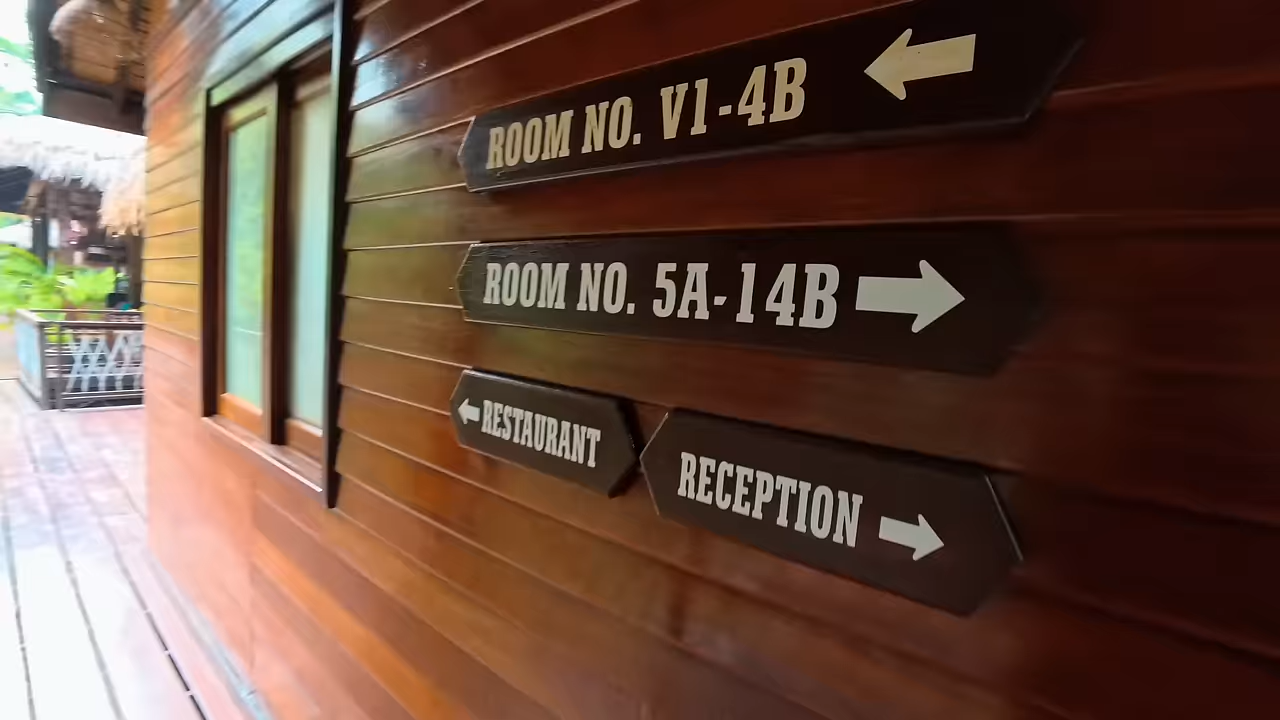 ROOM NO. V1-4B
ROOM NO. 5A-14B
RESTAURANT
RECEPTION